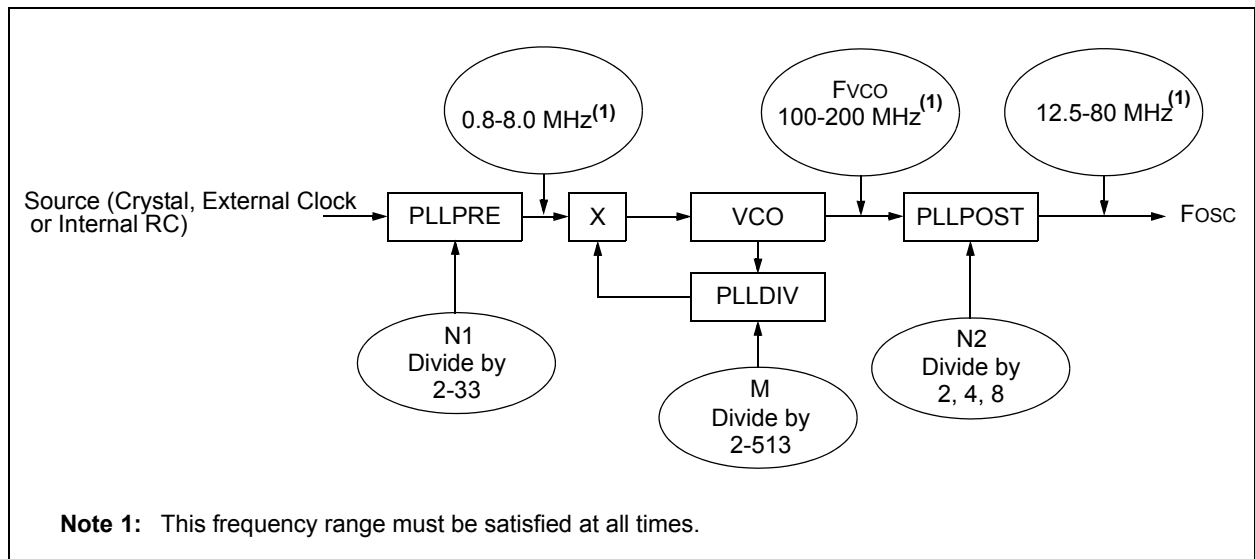 0.8-8.0 MHz(1)
FVCO
100-200 MHz(1)
12.5-80 MHz(1)
Source (Crystal, External Clock
or Internal RC)
PLLPRE
X
VCO
PLLPOST
FOSC
PLLDIV
N1
Divide by
2-33
M
Divide by
2-513
N2
Divide by
2, 4, 8
Note 1: This frequency range must be satisfied at all times.